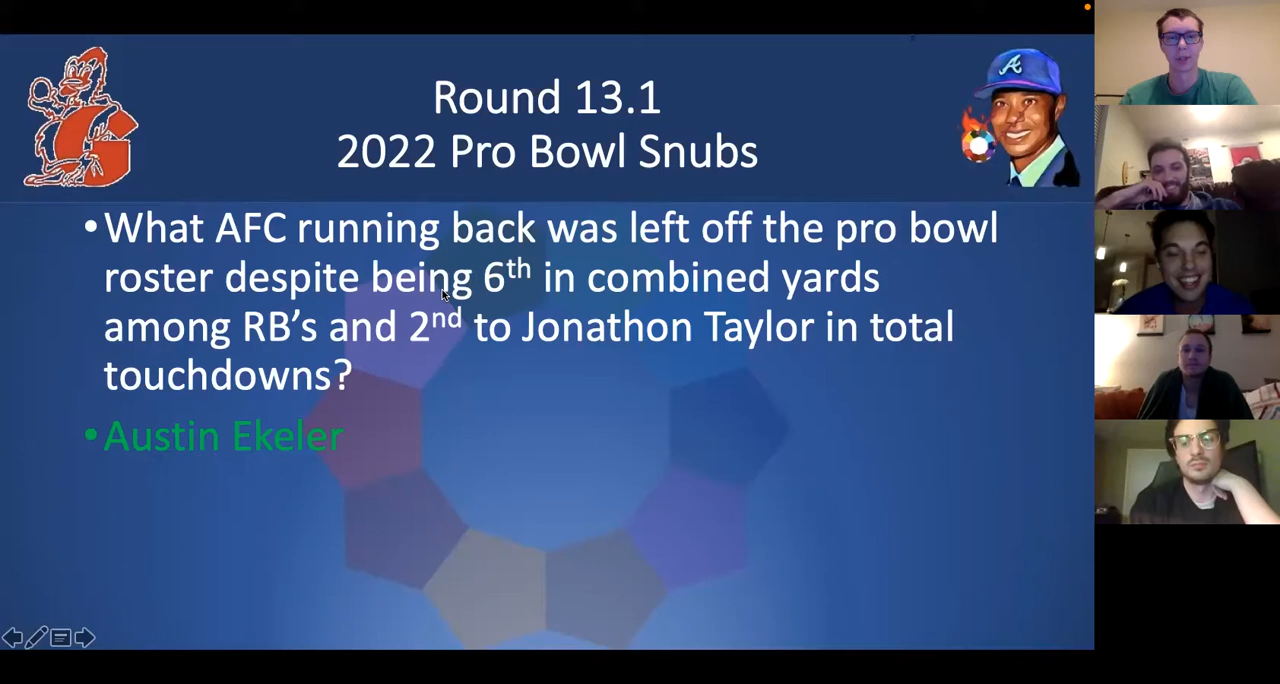 Round 13.1
2022 Pro Bowl Snubs
A
•What AFC running back was left off the pro bowl
roster despite being 6th in combined yards
among RB's and 2nd to Jonathon Taylor in total
touchdowns?
•Austin Ekeler